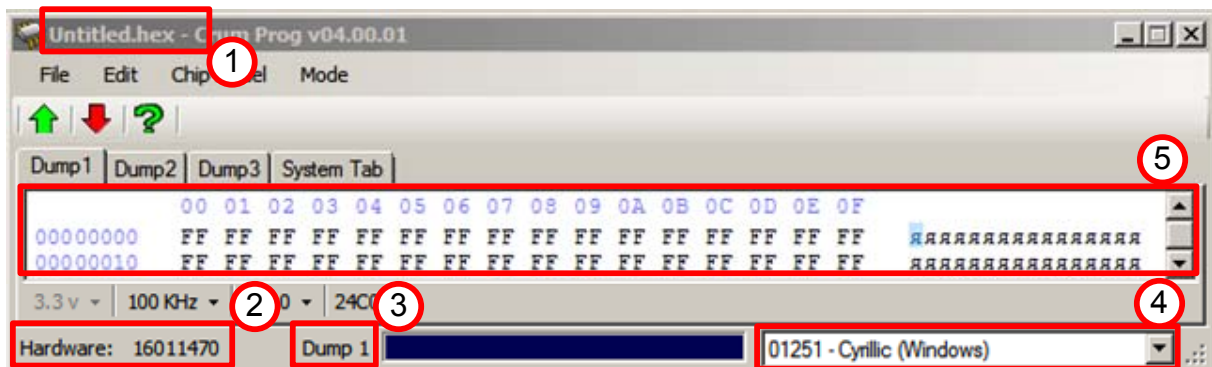 Untitled.hex - Crum Prog v04.00.01
1
File Edit Chip Mode
Dump1 Dump2 Dump3 System Tab
5
00 01 02 03 04 05 06 07 08 09 0A 0B 0C 0D 0E 0F
00000000 FF FF FF FF FF FF FF FF FF FF FF FF FF FF FF FF яяяяяяяяяяяяяяяя
00000010 FF FF FF FF FF FF FF FF FF FF FF FF FF FF FF FF яяяяяяяяяяяяяяяя
3.3 v 100 KHz 2 0 3 4
Hardware: 16011470 Dump 1 01251 - Cyrillic (Windows)